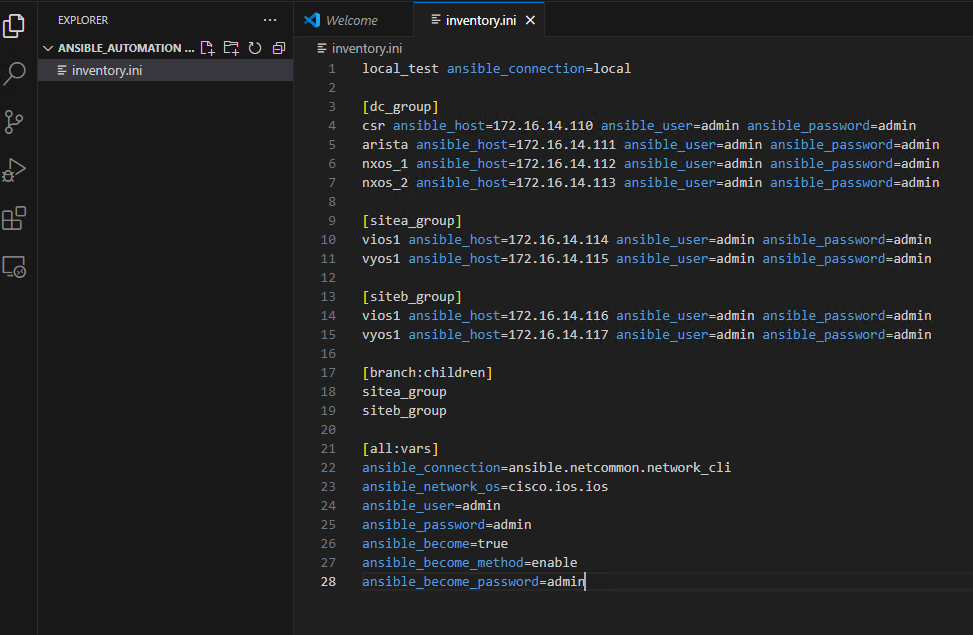 EXPLORER
ANSIBLE_AUTOMATION ...
inventory.ini
Welcome
inventory.ini
inventory.ini
1 local_test ansible_connection=local
2
3 [dc_group]
4 csr ansible_host=172.16.14.110 ansible_user=admin ansible_password=admin
5 arista ansible_host=172.16.14.111 ansible_user=admin ansible_password=admin
6 nxos_1 ansible_host=172.16.14.112 ansible_user=admin ansible_password=admin
7 nxos_2 ansible_host=172.16.14.113 ansible_user=admin ansible_password=admin
8
9 [sitea_group]
10 vios1 ansible_host=172.16.14.114 ansible_user=admin ansible_password=admin
11 vyos1 ansible_host=172.16.14.115 ansible_user=admin ansible_password=admin
12
13 [siteb_group]
14 vios1 ansible_host=172.16.14.116 ansible_user=admin ansible_password=admin
15 vyos1 ansible_host=172.16.14.117 ansible_user=admin ansible_password=admin
16
17 [branch:children]
18 sitea_group
19 siteb_group
20
21 [all:vars]
22 ansible_connection=ansible.netcommon.network_cli
23 ansible_network_os=cisco.ios.ios
24 ansible_user=admin
25 ansible_password=admin
26 ansible_become=true
27 ansible_become_method=enable
28 ansible_become_password=admin